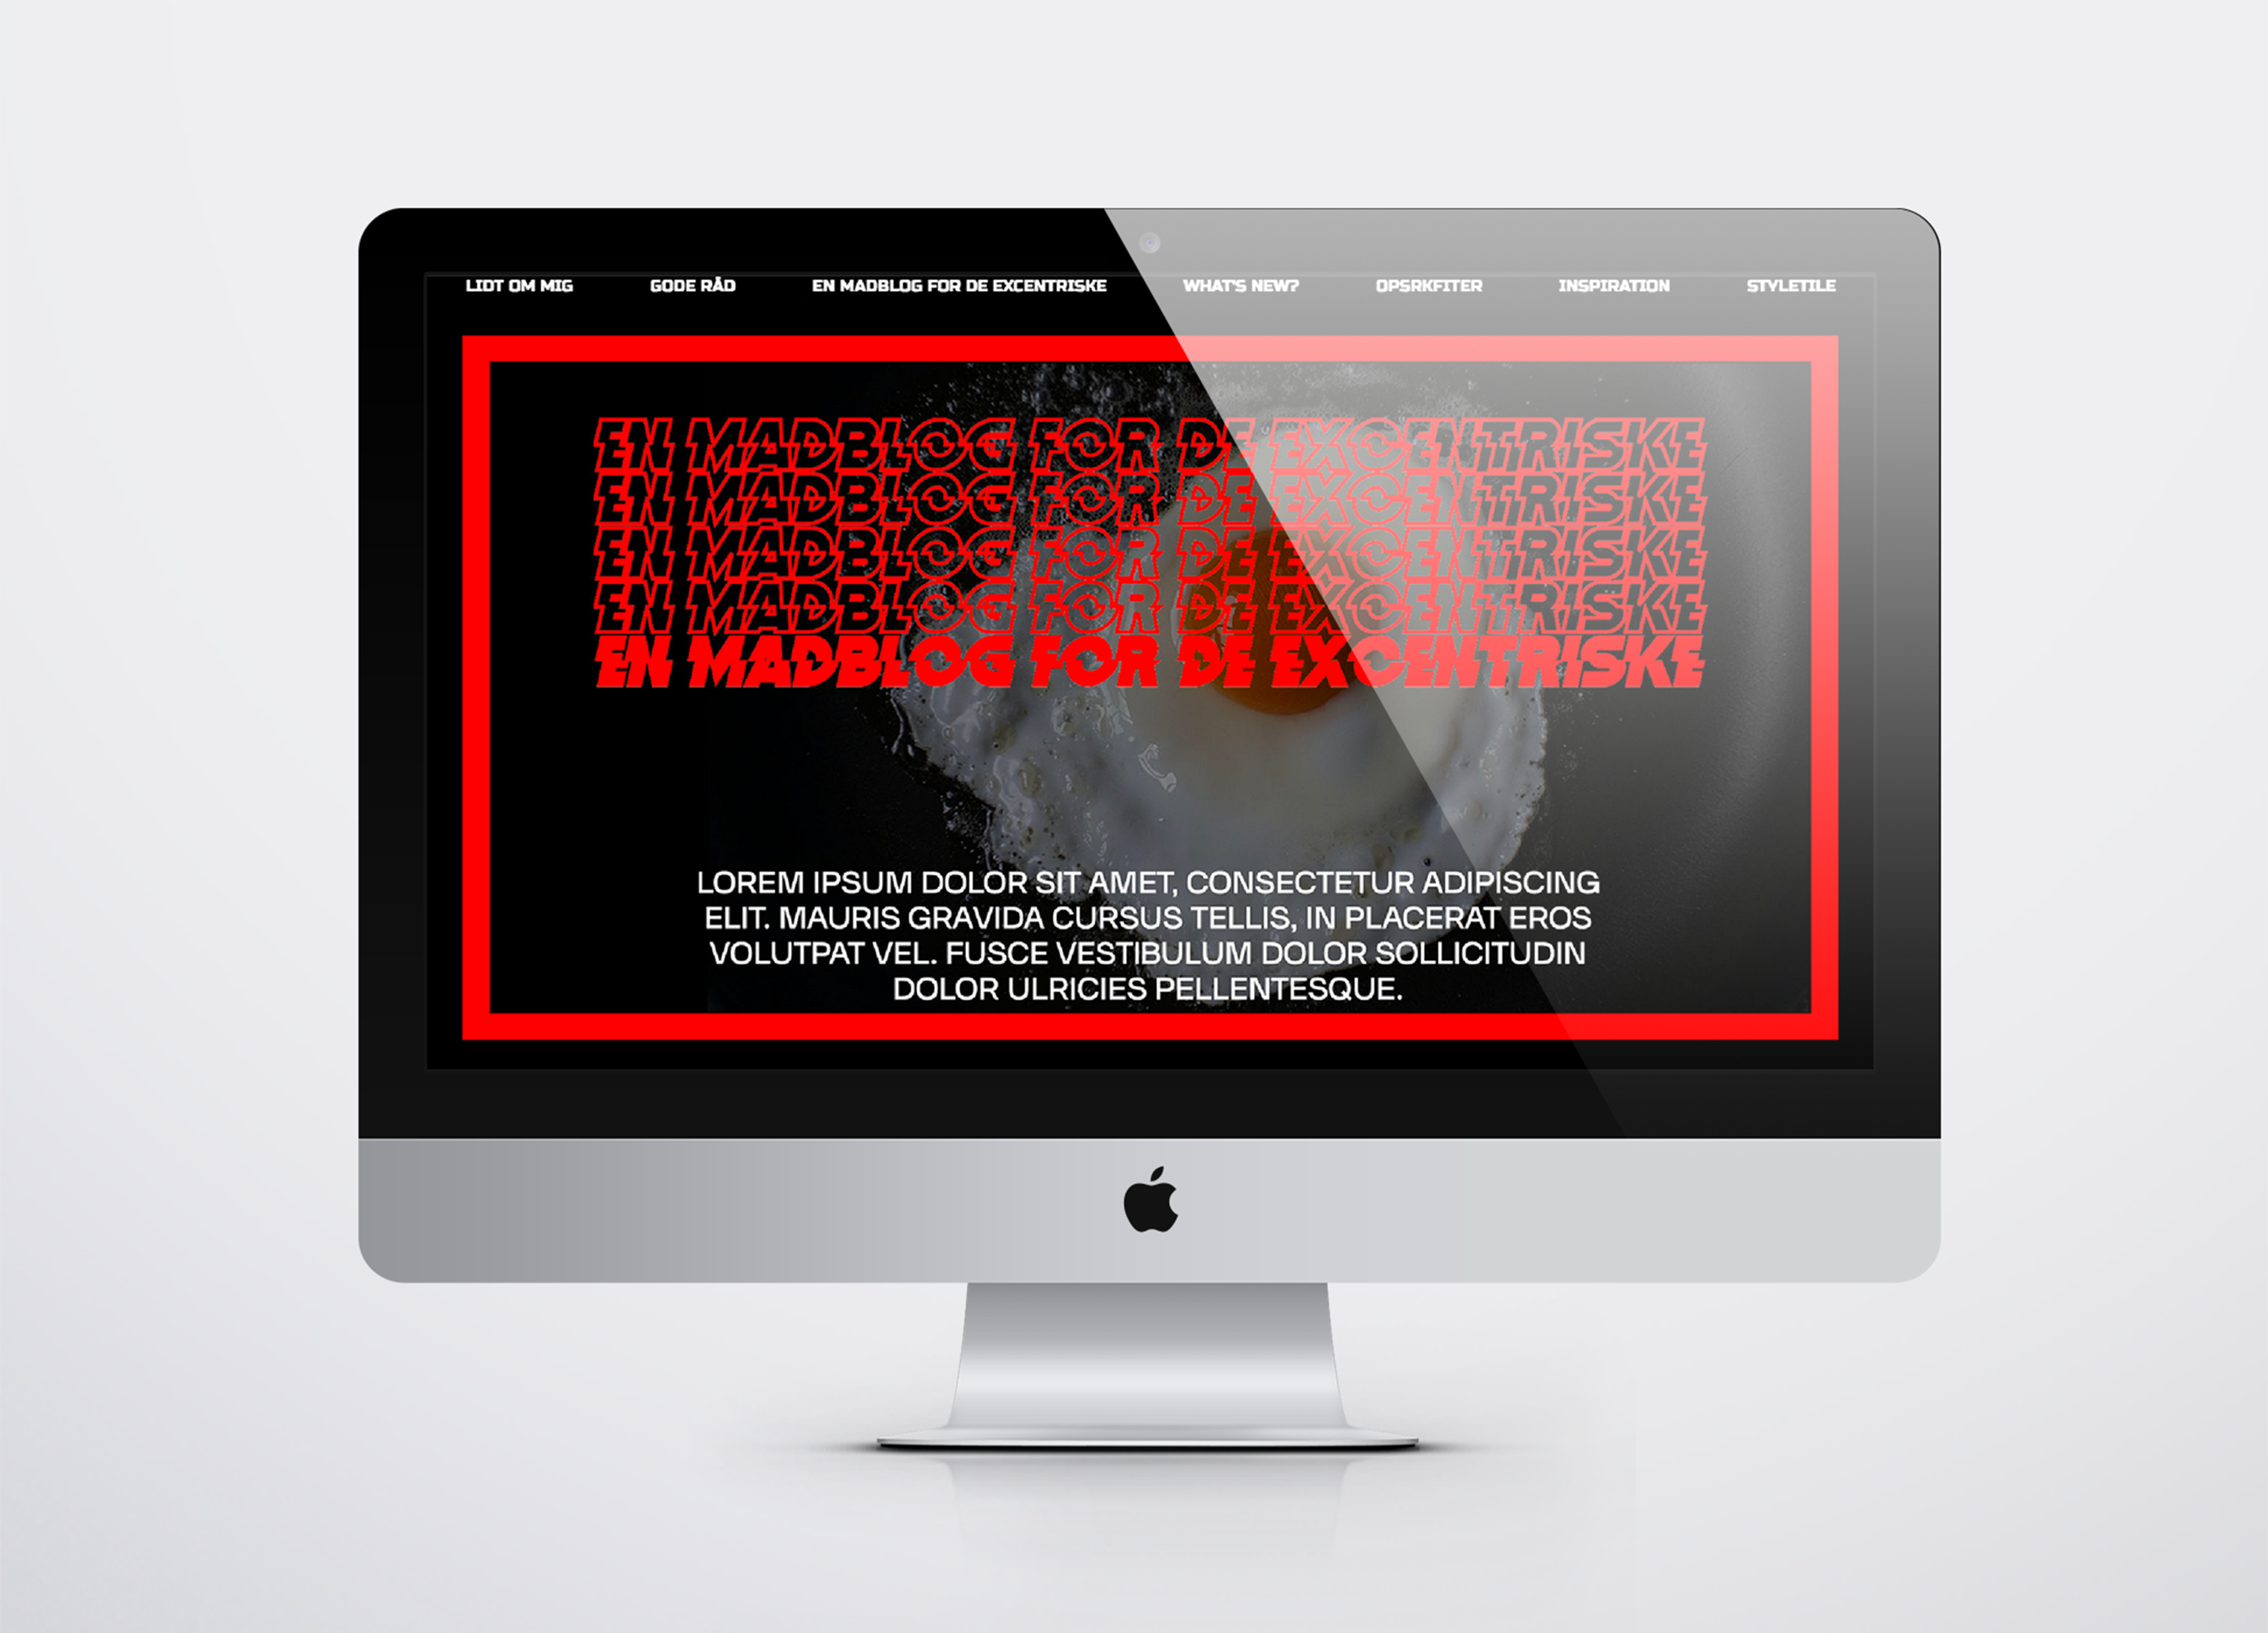 LIDT OM MIG GODE RÅD EN MADBLOG FOR DE EXCENTRISKE WHAT'S NEW? OPSRKFITER INSPIRATION STYLETILE
EN MADBLOG FOR DE EXCENTRISKE
EN MADBLOG FOR DE EXCENTRISKE
EN MADBLOG FOR DE EXCENTRISKE
EN MADBLOG FOR DE EXCENTRISKE
EN MADBLOG FOR DE EXCENTRISKE
LOREM IPSUM DOLOR SIT AMET, CONSECTETUR ADIPISCING
ELIT. MAURIS GRAVIDA CURSUS TELLIS, IN PLACERAT EROS
VOLUTPAT VEL. FUSCE VESTIBULUM DOLOR SOLLICITUDIN
DOLOR ULRICIES PELLENTESQUE.